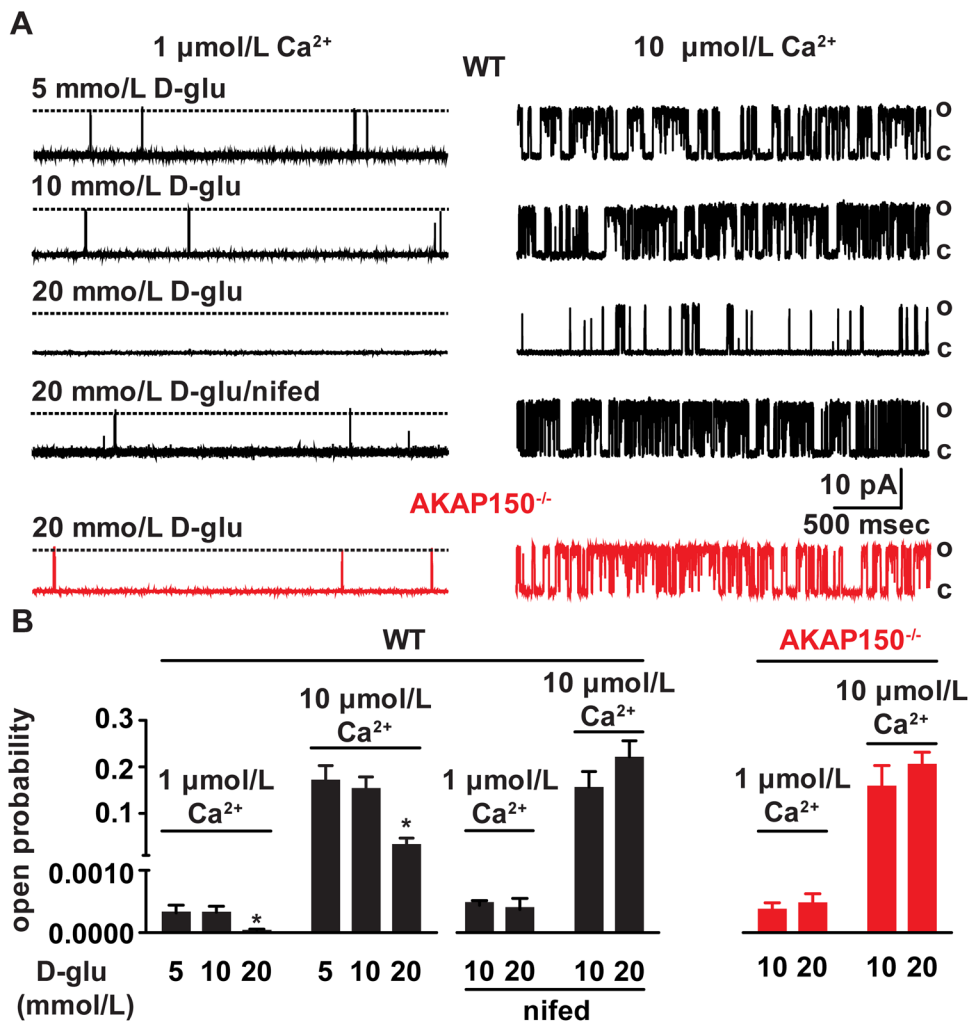 A
1 µmol/L Ca²⁺
10 µmol/L Ca²⁺
WT
5 mmo/L D-glu
o
c
10 mmo/L D-glu
o
c
20 mmo/L D-glu
o
c
20 mmo/L D-glu/nifed
o
c
10 pA
500 msec
AKAP150⁻/⁻
20 mmo/L D-glu
o
c
B
WT
AKAP150⁻/⁻
open probability
0.3
0.2
0.1
0.0010
0.0000
1 µmol/L
Ca²⁺
*
10 µmol/L
Ca²⁺
*
1 µmol/L
Ca²⁺
10 µmol/L
Ca²⁺
1 µmol/L
Ca²⁺
10 µmol/L
Ca²⁺
D-glu
(mmol/L)
5 10 20 5 10 20 10 20 10 20 10 20 10 20
nifed